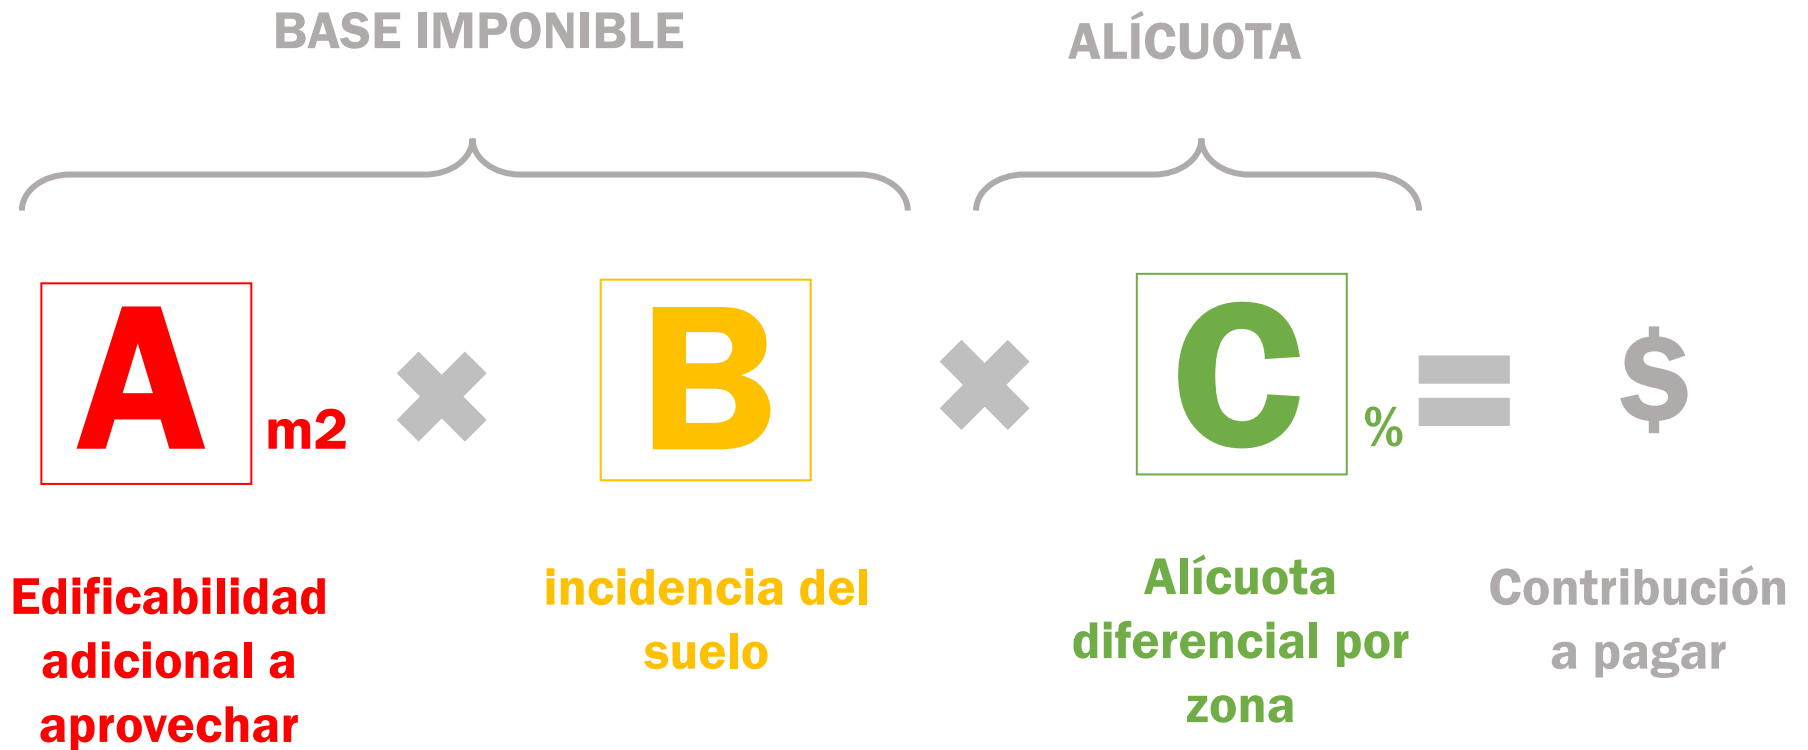 BASE IMPONIBLE
ALÍCUOTA
A m2 × B × C % = $
Edificabilidad
adicional a
aprovechar
incidencia del
suelo
Alícuota
diferencial por
zona
Contribución
a pagar